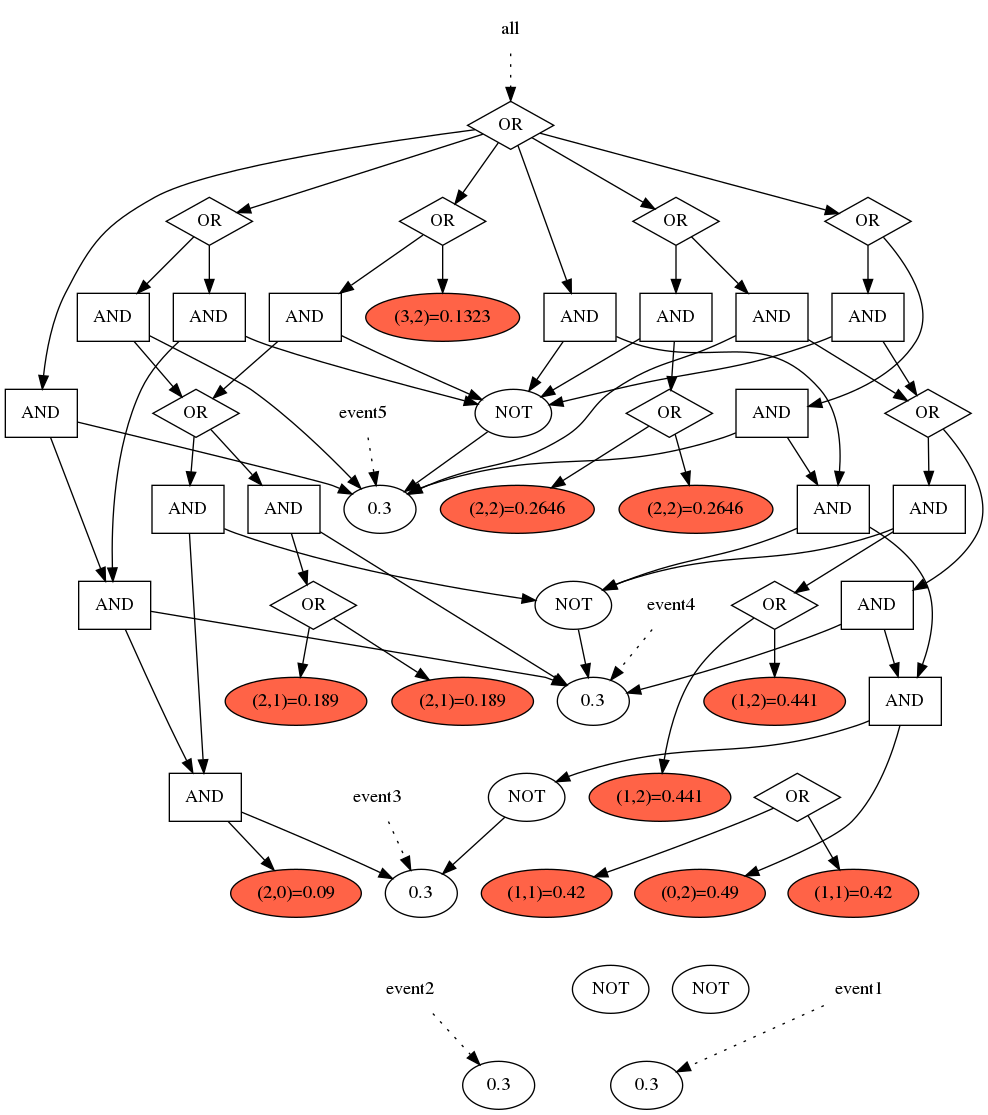 all
OR
OR
OR
OR
OR
AND
AND
AND
(3,2)=0.1323
AND
AND
AND
AND
AND
OR
event5
NOT
OR
AND
OR
AND
AND
0.3
(2,2)=0.2646
(2,2)=0.2646
AND
AND
AND
OR
NOT
event4
OR
AND
(2,1)=0.189
(2,1)=0.189
0.3
(1,2)=0.441
AND
AND
event3
NOT
(1,2)=0.441
OR
(2,0)=0.09
0.3
(1,1)=0.42
(0,2)=0.49
(1,1)=0.42
event2
NOT
NOT
event1
0.3
0.3